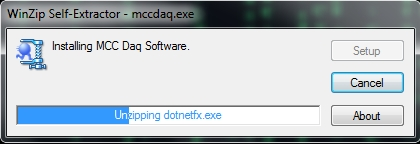 WinZip Self-Extractor - mccdaq.exe
Installing MCC Daq Software.
Setup
Cancel
Unzipping dotnetfx.exe
About